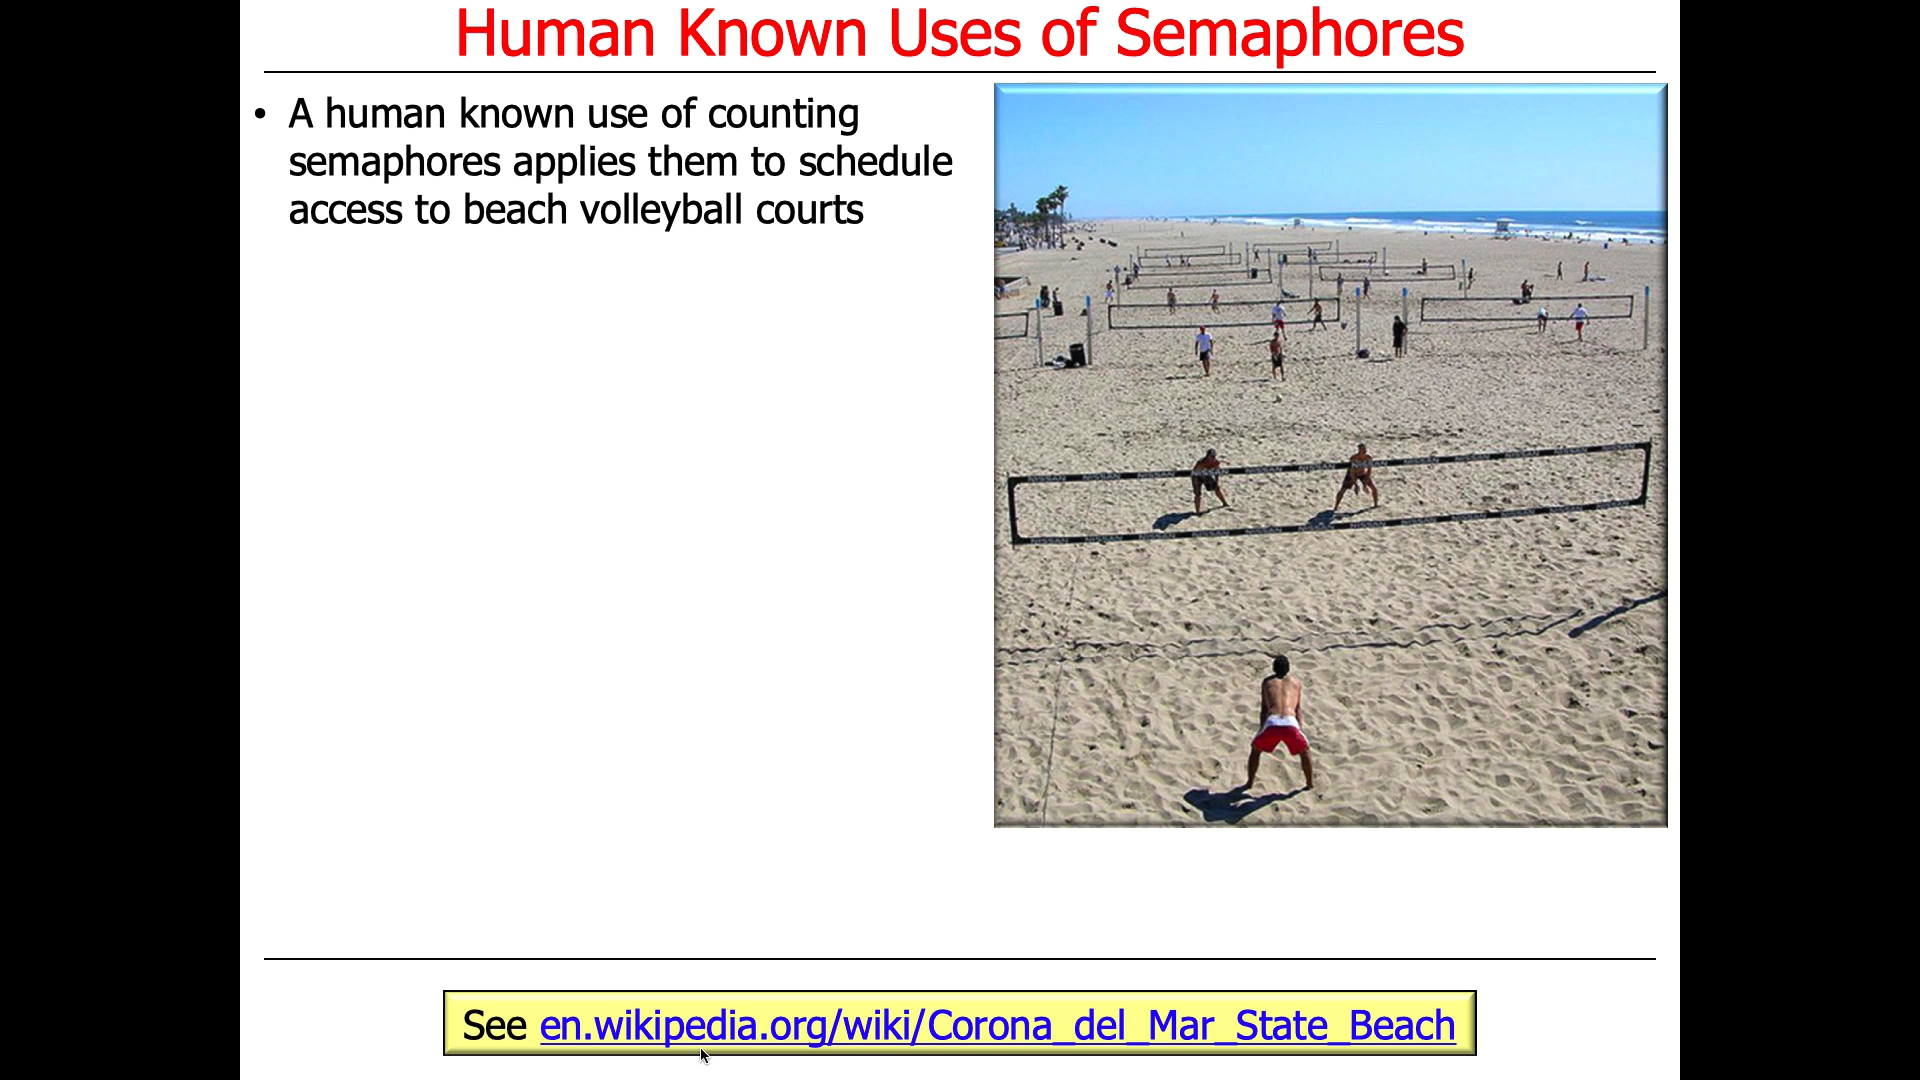 Human Known Uses of Semaphores
• A human known use of counting
semaphores applies them to schedule
access to beach volleyball courts
See en.wikipedia.org/wiki/Corona_del_Mar_State_Beach